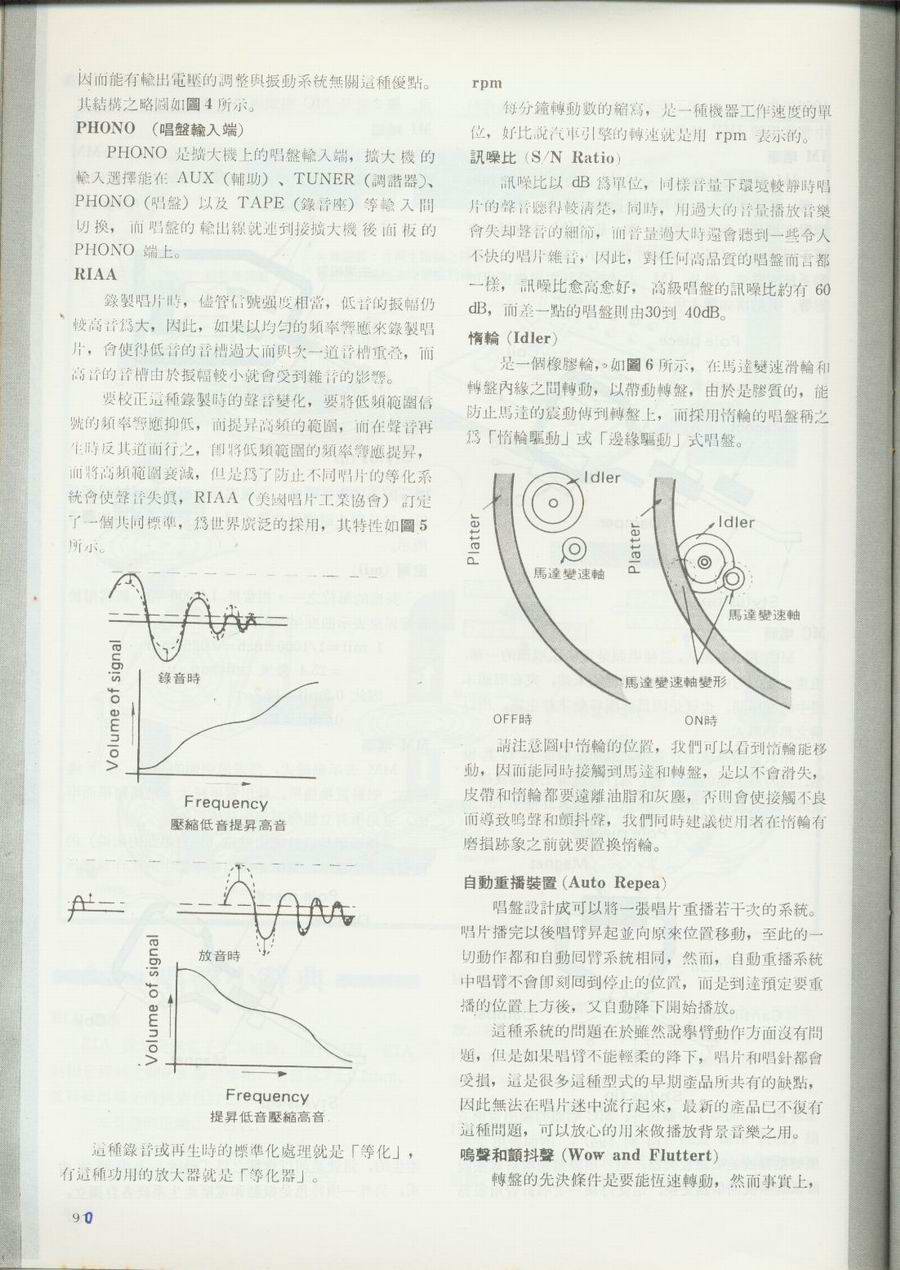 因而能有輸出電壓的調整與振動系統無關這種優點。
其結構之略圖如圖4所示。
PHONO （唱盤輸入端）
PHONO 是擴大機上的唱盤輸入端，擴大機的
輸入選擇能在 AUX（輔助）、TUNER（調諧器）、
PHONO（唱盤）以及 TAPE（錄音座）等輸入間
切換，而唱盤的輸出線就連到接擴大機後面板的
PHONO 端上。
RIAA
錄製唱片時，儘管信號强度相當，低音的振幅仍
較高音爲大，因此，如果以均勻的頻率響應來錄製唱
片，會使得低音的音槽過大而與次一道音槽重叠，而
高音的音槽由於振幅較小就會受到雜音的影響。
要校正這種錄製時的聲音變化，要將低頻範圍信
號的頻率響應抑低，而提昇高頻的範圍，而在聲音再
生時反其道而行之，即將低頻範圍的頻率響應提昇，
而將高頻範圍衰減，但是爲了防止不同唱片的等化系
統會使聲音失眞，RIAA（美國唱片工業協會）訂定
了一個共同標準，爲世界廣泛的採用，其特性如圖5
所示。
錄音時
Volume of signal
Frequency
壓縮低音提昇高音
放音時
Volume of signal
Frequency
提昇低音壓縮高音
這種錄音或再生時的標準化處理就是「等化」，
有這種功用的放大器就是「等化器」。
90
rpm
每分鐘轉動數的縮寫，是一種機器工作速度的單
位，好比說汽車引擎的轉速就是用 rpm 表示的。
訊噪比（S/N Ratio）
訊噪比以 dB 爲單位，同樣音量下環境較靜時唱
片的聲音聽得較清楚，同時，用過大的音量播放音樂
會失却聲音的細節，而音量過大時還會聽到一些令人
不快的唱片雜音，因此，對任何高品質的唱盤而言都
一樣，訊噪比愈高愈好，高級唱盤的訊噪比約有 60
dB，而差一點的唱盤則由30到 40dB。
惰輪（Idler）
是一個橡膠輪，。如圖6所示，在馬達變速滑輪和
轉盤內緣之間轉動，以帶動轉盤，由於是膠質的，能
防止馬達的震動傳到轉盤上，而採用惰輪的唱盤稱之
爲「惰輪驅動」或「邊緣驅動」式唱盤。
Idler
Platter
馬達變速軸
OFF時
Idler
Platter
馬達變速軸
馬達變速軸變形
ON時
請注意圖中惰輪的位置，我們可以看到惰輪能移
動，因而能同時接觸到馬達和轉盤，是以不會滑失，
皮帶和惰輪都要遠離油脂和灰塵，否則會使接觸不良
而導致鳴聲和顫抖聲，我們同時建議使用者在惰輪有
磨損跡象之前就要置換惰輪。
自動重播裝置（Auto Repea）
唱盤設計成可以將一張唱片重播若干次的系統。
唱片播完以後唱臂昇起並向原來位置移動，至此的一
切動作都和自動回臂系統相同，然而，自動重播系統
中唱臂不會即刻回到停止的位置，而是到達預定要重
播的位置上方後，又自動降下開始播放。
這種系統的問題在於雖然說擧臂動作方面沒有問
題，但是如果唱臂不能輕柔的降下，唱片和唱針都會
受損，這是很多這種型式的早期產品所共有的缺點，
因此無法在唱片迷中流行起來，最新的產品已不復有
這種問題，可以放心的用來做播放背景音樂之用。
鳴聲和顫抖聲（Wow and Fluttert）
轉盤的先決條件是要能恆速轉動，然而事實上，